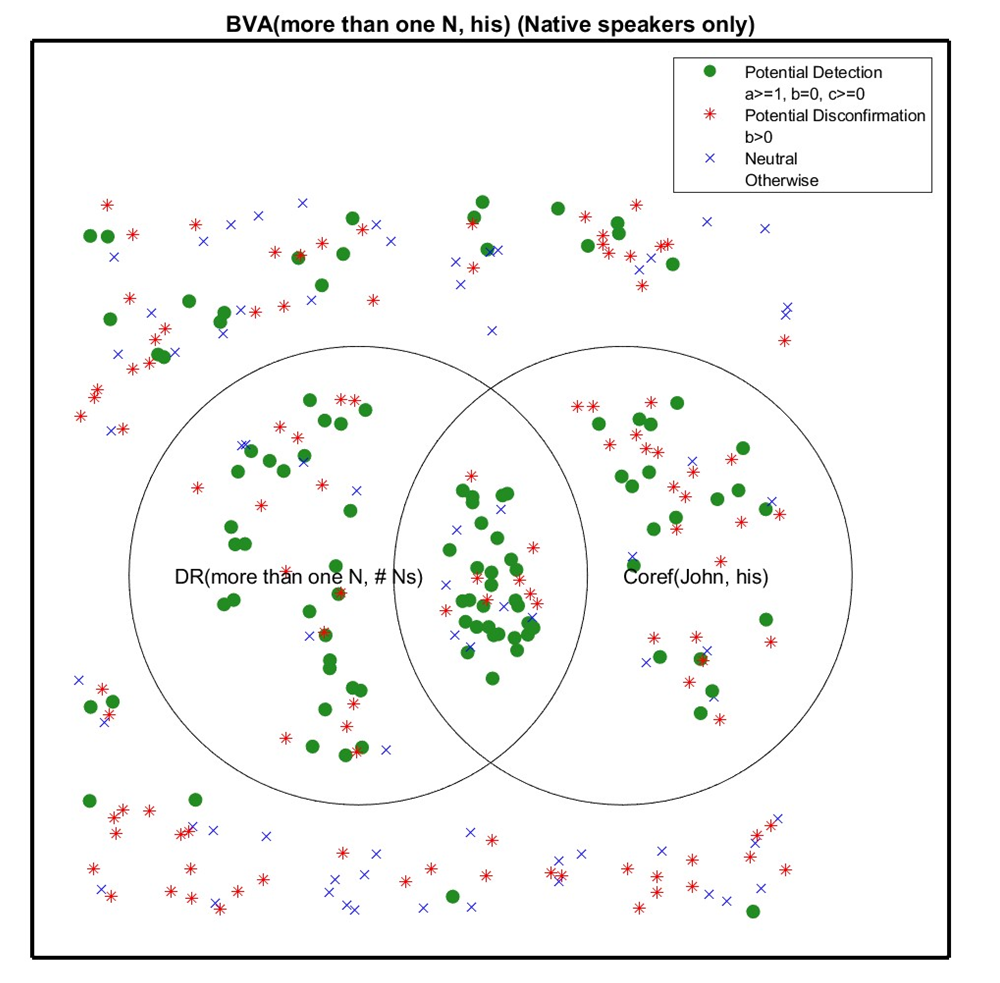 BVA(more than one N, his) (Native speakers only)
Potential Detection
a>=1, b=0, c>=0
Potential Disconfirmation
b>0
Neutral
Otherwise
DR(more than one N, # Ns)
Coref(John, his)